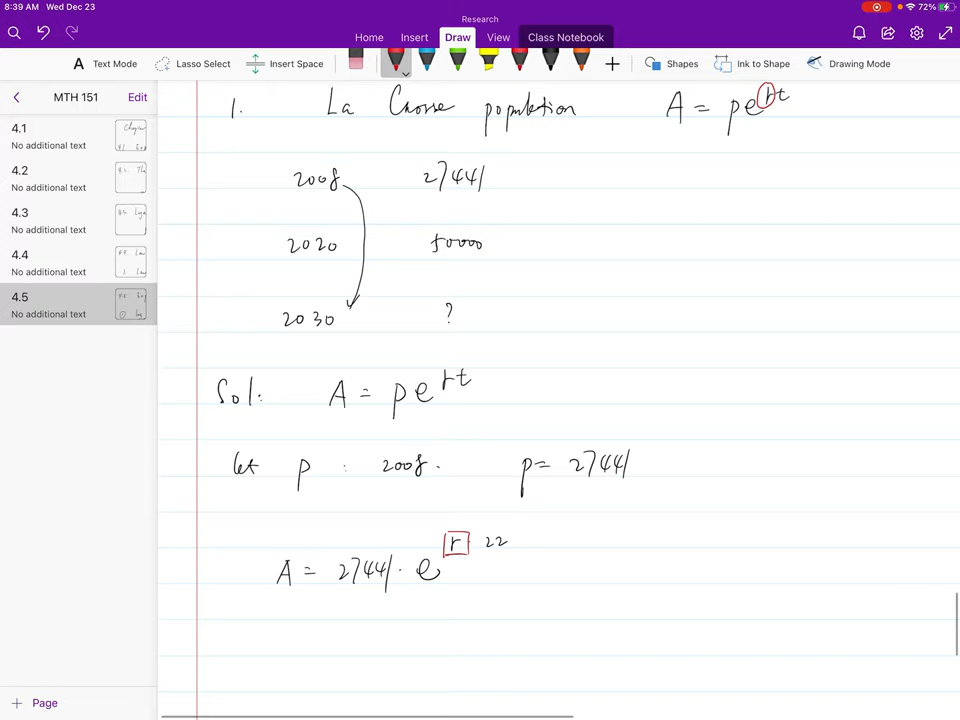 8:39 AM Wed Dec 23
72%
Research
Home Insert Draw View Class Notebook
Text Mode Lasso Select Insert Space Shapes Ink to Shape Drawing Mode
MTH 151 Edit
4.1
No additional text
4.2
No additional text
4.3
No additional text
4.4
No additional text
4.5
No additional text
Page
1. La Crosse population A = pe^rt
2008 27441
2020 50000
2030 ?
Sol: A = pe^rt
let p : 2008. p = 27441
A = 27441 · e^r · 22